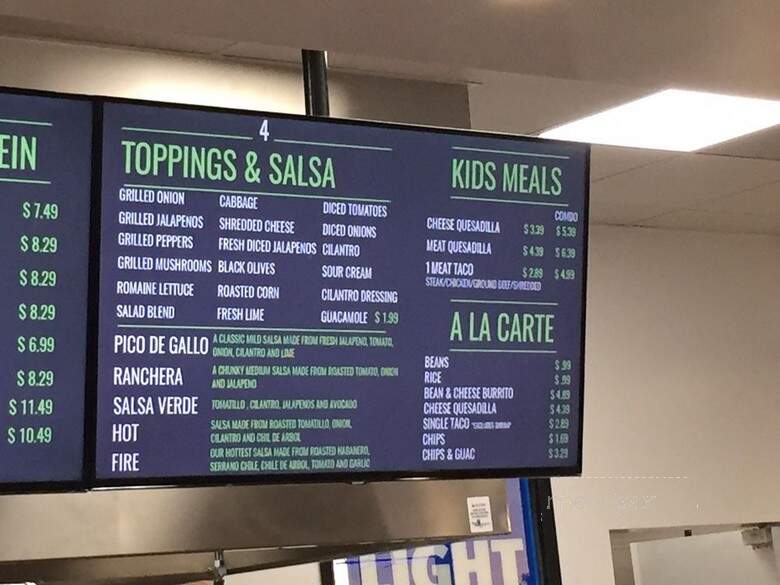 EIN
$ 7.49
$ 8.29
$ 8.29
$ 8.29
$ 6.99
$ 8.29
$ 11.49
$ 10.49
4
TOPPINGS & SALSA
GRILLED ONION CABBAGE DICED TOMATOES
GRILLED JALAPENOS SHREDDED CHEESE DICED ONIONS
GRILLED PEPPERS FRESH DICED JALAPENOS CILANTRO
GRILLED MUSHROOMS BLACK OLIVES SOUR CREAM
ROMAINE LETTUCE ROASTED CORN CILANTRO DRESSING
SALAD BLEND FRESH LIME GUACAMOLE $ 1.99
PICO DE GALLO A CLASSIC MILD SALSA MADE FROM FRESH JALAPENO, TOMATO,
ONION, CILANTRO AND LIME
RANCHERA A CHUNKY MEDIUM SALSA MADE FROM ROASTED TOMATO, ONION
AND JALAPENO
SALSA VERDE TOMATILLO, CILANTRO, JALAPENOS AND AVOCADO
HOT SALSA MADE FROM ROASTED TOMATILLO, ONION,
CILANTRO AND CHIL DE ARBOL
FIRE OUR HOTTEST SALSA MADE FROM ROASTED HABANERO,
SERRANO CHILE, CHILE DE ARBOL, TOMATO AND GARLIC
KIDS MEALS
COMBO
CHEESE QUESADILLA $ 3.39 $ 5.39
MEAT QUESADILLA $ 4.39 $ 6.39
1 MEAT TACO $ 2.89 $ 4.99
STEAK/CHICKEN/GROUND BEEF/SHREDDED
A LA CARTE
BEANS $ .99
RICE $ .99
BEAN & CHEESE BURRITO $ 4.89
CHEESE QUESADILLA $ 4.39
SINGLE TACO *EXCLUDES SHRIMP $ 2.89
CHIPS $ 1.69
CHIPS & GUAC $ 3.29
LIGHT